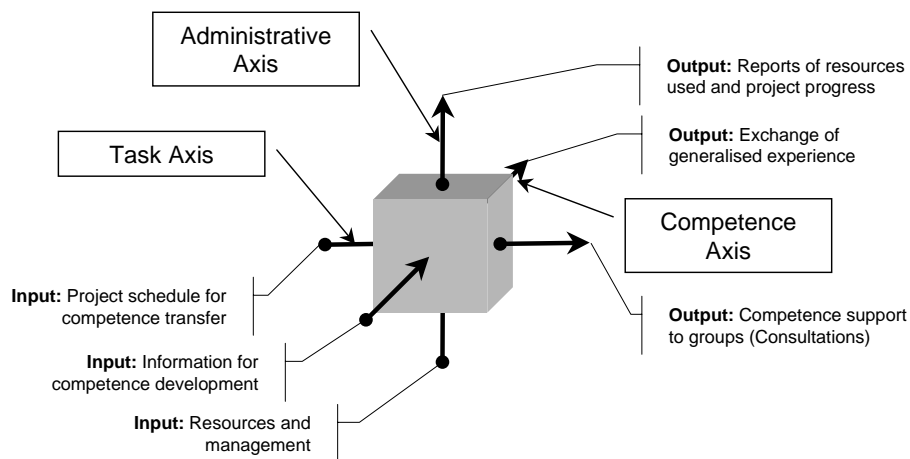 Administrative
Axis
Output: Reports of resources
used and project progress
Task Axis
Output: Exchange of
generalised experience
Competence
Axis
Input: Project schedule for
competence transfer
Output: Competence support
to groups (Consultations)
Input: Information for
competence development
Input: Resources and
management